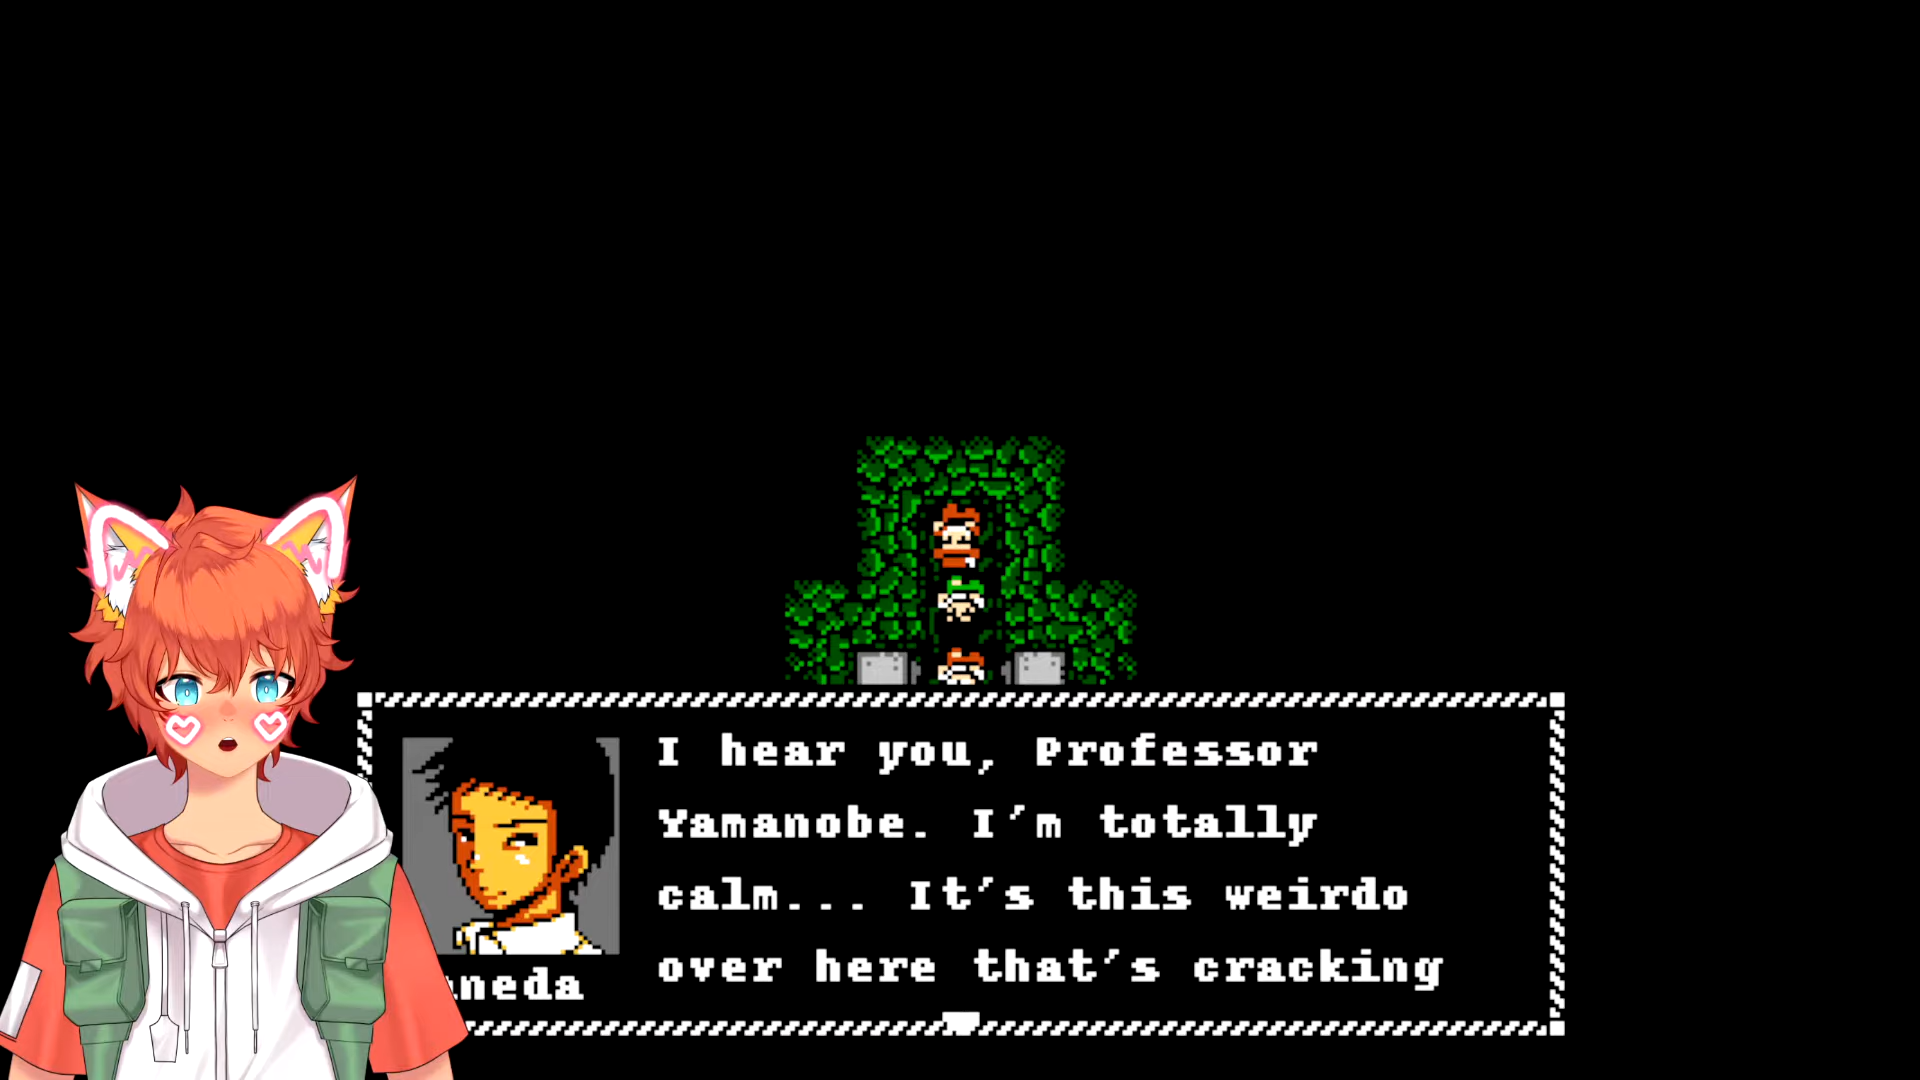 I hear you, Professor
Yamanobe. I'm totally
calm... It's this weirdo
over here that's cracking